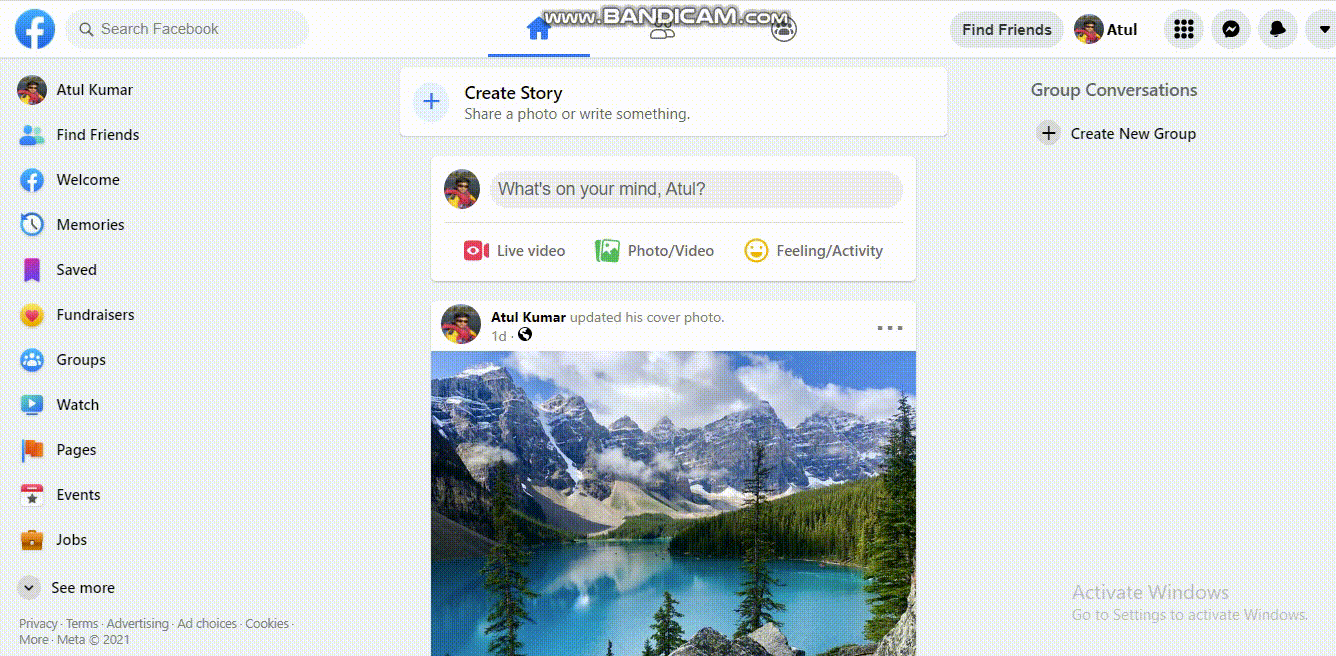 www.BANDICAM.com
Search Facebook
Find Friends
Atul
Atul Kumar
Find Friends
Welcome
Memories
Saved
Fundraisers
Groups
Watch
Pages
Events
Jobs
See more
Privacy · Terms · Advertising · Ad choices · Cookies ·
More · Meta © 2021
Create Story
Share a photo or write something.
What's on your mind, Atul?
Live video
Photo/Video
Feeling/Activity
Atul Kumar updated his cover photo.
1d ·
Group Conversations
Create New Group
Activate Windows
Go to Settings to activate Windows.